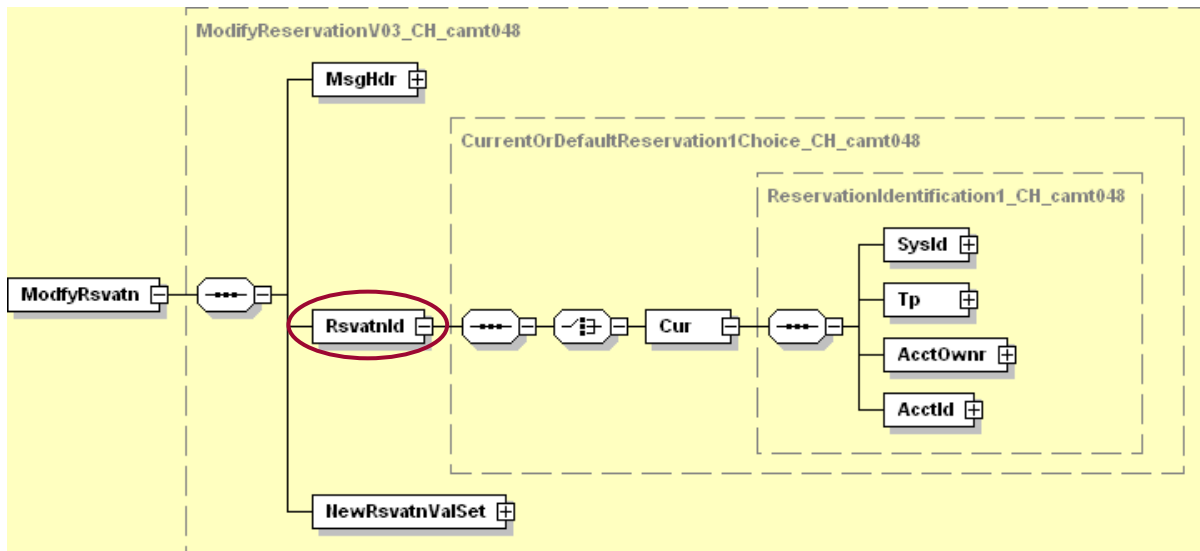 ModifyReservationV03_CH_camt048
MsgHdr
CurrentOrDefaultReservation1Choice_CH_camt048
ReservationIdentification1_CH_camt048
SysId
ModfyRsvatn
Tp
RsvatnId
Cur
AcctOwnr
AcctId
NewRsvatnValSet